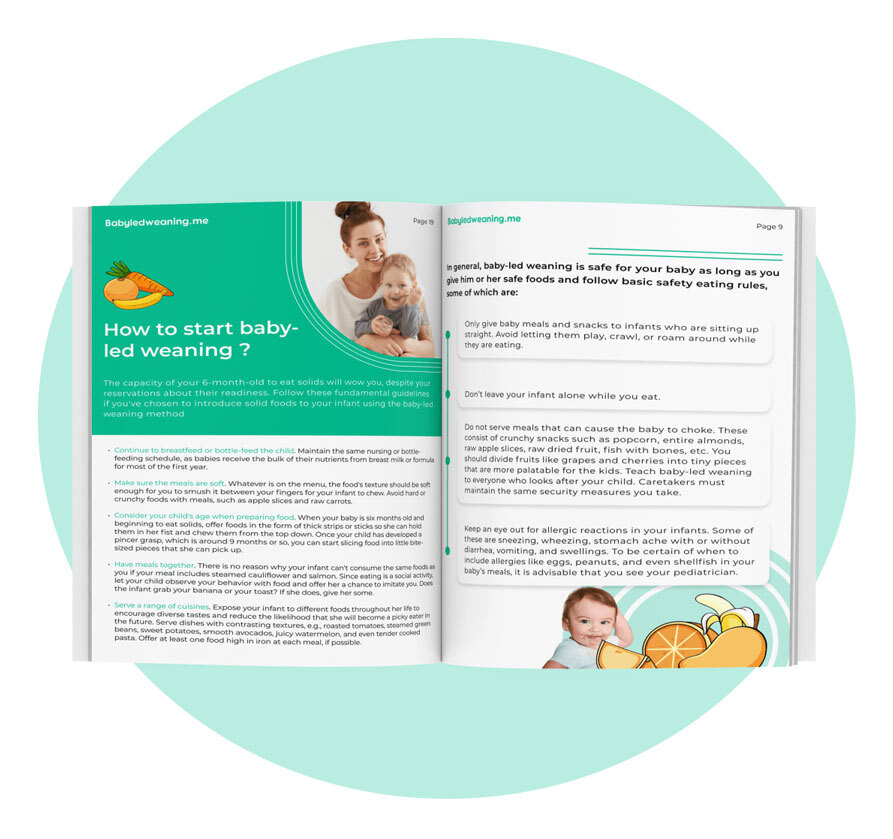 Babyledweaning.me
Page 19
How to start baby-
led weaning ?
The capacity of your 6-month-old to eat solids will wow you, despite your
reservations about their readiness. Follow these fundamental guidelines
if you've chosen to introduce solid foods to your infant using the baby-led
weaning method
• Continue to breastfeed or bottle-feed the child. Maintain the same nursing or bottle-
feeding schedule, as babies receive the bulk of their nutrients from breast milk or formula
for most of the first year.
• Make sure the meals are soft. Whatever is on the menu, the food's texture should be soft
enough for you to smush it between your fingers for your infant to chew. Avoid hard or
crunchy foods with meals, such as apple slices and raw carrots.
• Consider your child's age when preparing food. When your baby is six months old and
beginning to eat solids, offer foods in the form of thick strips or sticks so she can hold
them in her fist and chew them from the top down. Once your child has developed a
pincer grasp, which is around 9 months or so, you can start slicing food into little bite-
sized pieces that she can pick up.
• Have meals together. There is no reason why your infant can't consume the same foods as
you if your meal includes steamed cauliflower and salmon. Since eating is a social activity,
let your child observe your behavior with food and offer her a chance to imitate you. Does
the infant grab your banana or your toast? If she does, give her some.
• Serve a range of cuisines. Expose your infant to different foods throughout her life to
encourage diverse tastes and reduce the likelihood that she will become a picky eater in
the future. Serve dishes with contrasting textures, e.g., roasted tomatoes, steamed green
beans, sweet potatoes, smooth avocados, juicy watermelon, and even tender cooked
pasta. Offer at least one food high in iron at each meal, if possible.
Babyledweaning.me
Page 9
In general, baby-led weaning is safe for your baby as long as you
give him or her safe foods and follow basic safety eating rules,
some of which are:
Only give baby meals and snacks to infants who are sitting up
straight. Avoid letting them play, crawl, or roam around while
they are eating.
Don't leave your infant alone while you eat.
Do not serve meals that can cause the baby to choke. These
consist of crunchy snacks such as popcorn, entire almonds,
raw apple slices, raw dried fruit, fish with bones, etc. You
should divide fruits like grapes and cherries into tiny pieces
that are more palatable for the kids. Teach baby-led weaning
to everyone who looks after your child. Caretakers must
maintain the same security measures you take.
Keep an eye out for allergic reactions in your infants. Some of
these are sneezing, wheezing, stomach ache with or without
diarrhea, vomiting, and swellings. To be certain of when to
include allergies like eggs, peanuts, and even shellfish in your
baby's meals, it is advisable that you see your pediatrician.